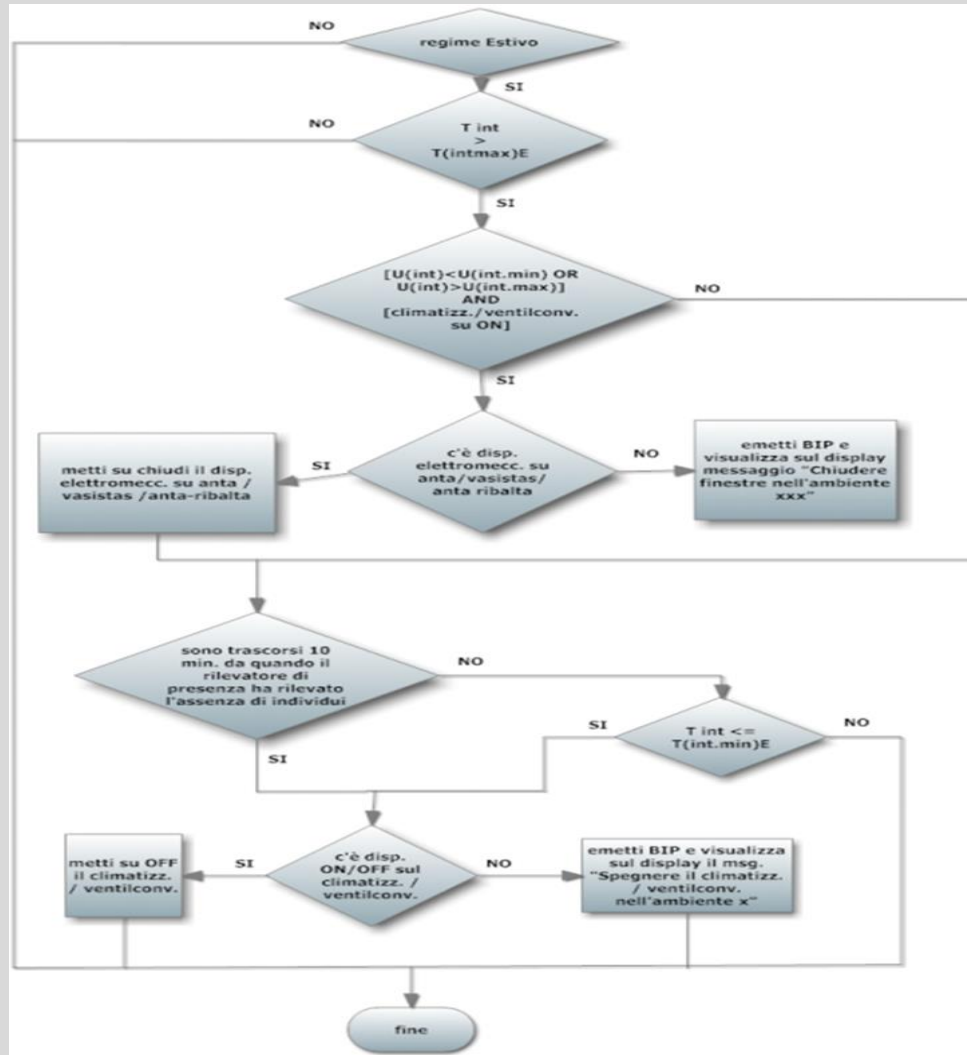 NO
regime Estivo
SI
NO
T int
>
T(intmax)E
SI
[U(int)<U(int.min) OR
U(int)>U(int.max)]
AND
[climatizz./ventilconv.
su ON]
NO
SI
metti su chiudi il disp.
elettromecc. su anta /
vasistas /anta-ribalta
SI
c'è disp.
elettromecc. su
anta/vasistas/
anta ribalta
NO
emetti BIP e
visualizza sul display
messaggio "Chiudere
finestre nell'ambiente
xxx"
sono trascorsi 10
min. da quando il
rilevatore di
presenza ha rilevato
l'assenza di individui
NO
SI
SI
T int <=
T(int.min)E
NO
metti su OFF
il climatizz.
/ ventilconv.
SI
c'è disp.
ON/OFF sul
climatizz. /
ventilconv.
NO
emetti BIP e visualizza
sul display il msg.
"Spegnere il climatizz.
/ ventilconv.
nell'ambiente x"
fine